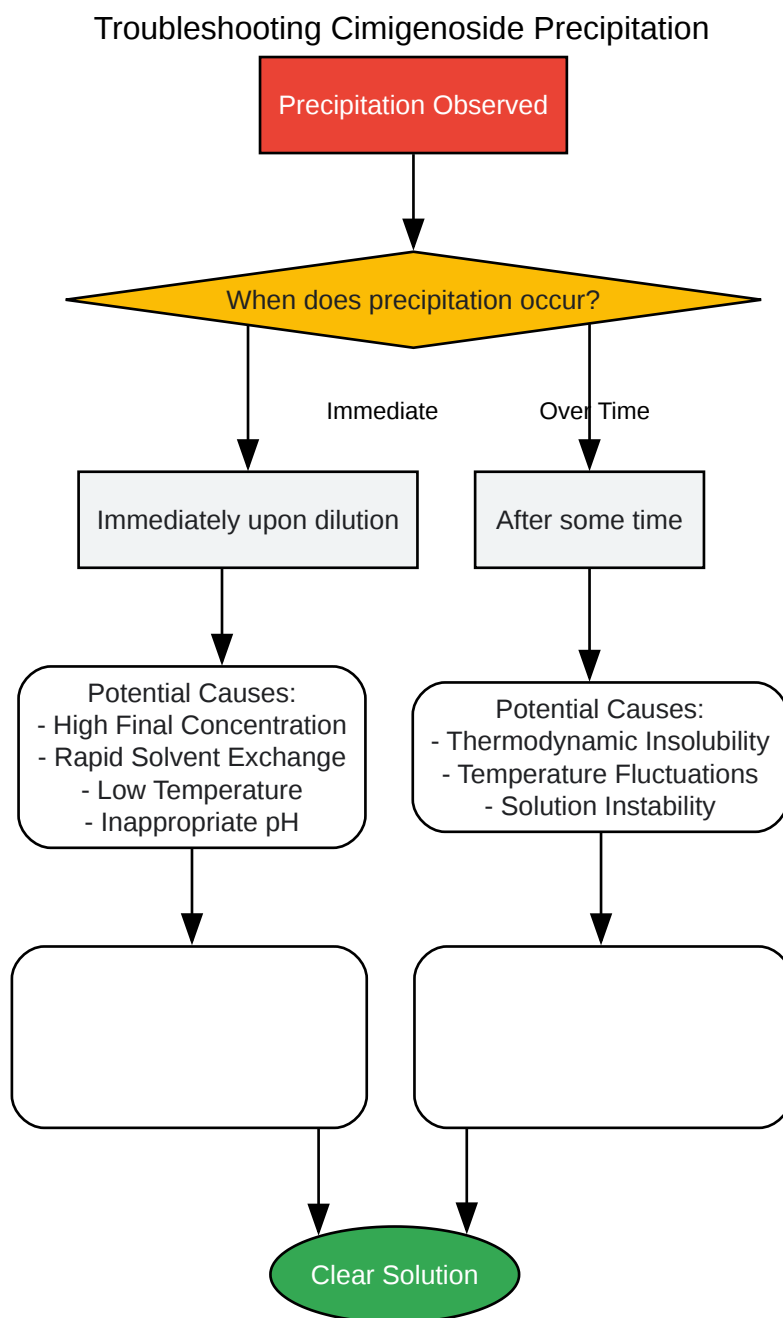 Troubleshooting Cimigenoside Precipitation
Precipitation Observed
When does precipitation occur?
Immediate
Over Time
Immediately upon dilution
After some time
Potential Causes:
- High Final Concentration
- Rapid Solvent Exchange
- Low Temperature
- Inappropriate pH
Potential Causes:
- Thermodynamic Insolubility
- Temperature Fluctuations
- Solution Instability
Clear Solution